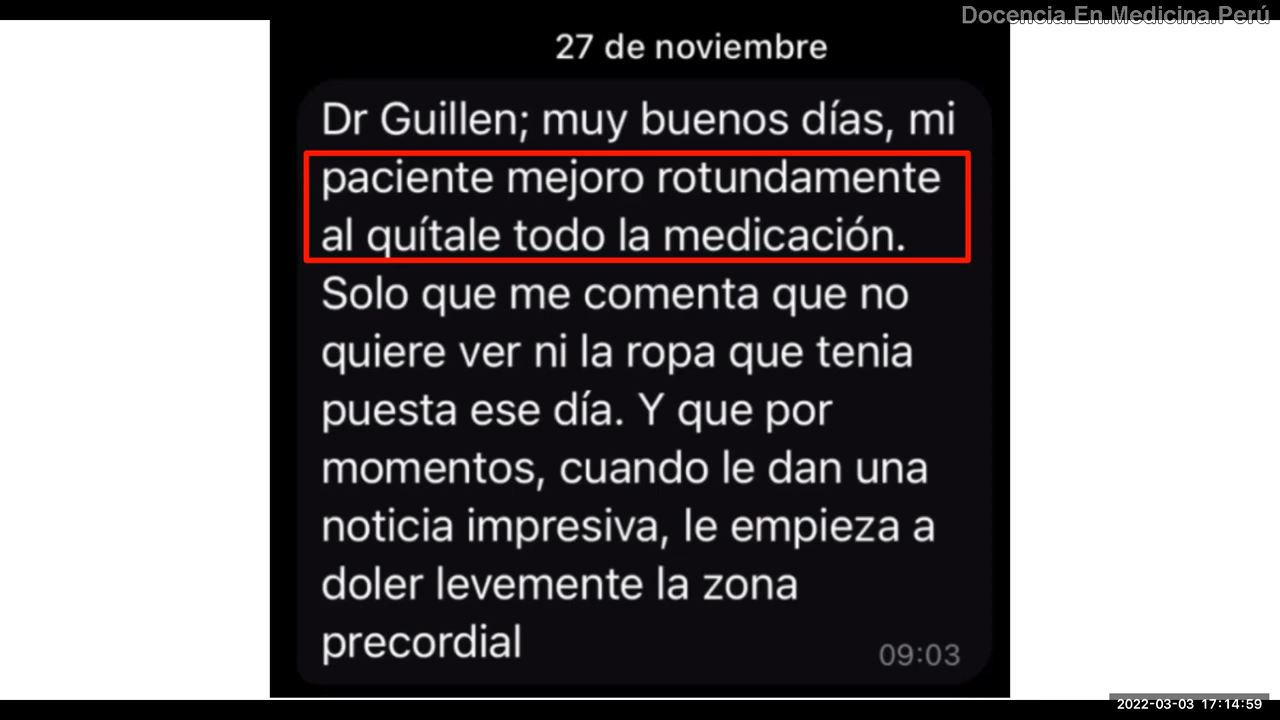 Docencia.En.Medicina.Perú
27 de noviembre
Dr Guillen; muy buenos días, mi
paciente mejoro rotundamente
al quítale todo la medicación.
Solo que me comenta que no
quiere ver ni la ropa que tenia
puesta ese día. Y que por
momentos, cuando le dan una
noticia impresiva, le empieza a
doler levemente la zona
precordial
09:03
2022-03-03 17:14:59